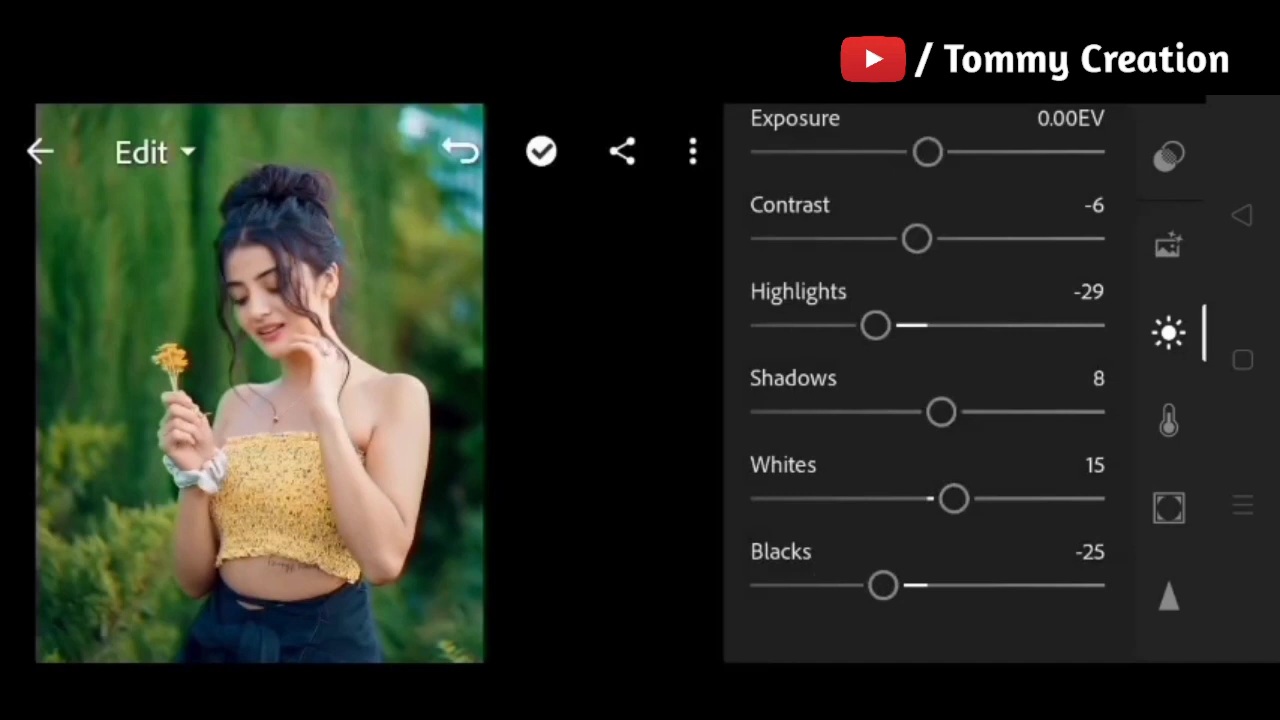 / Tommy Creation
Edit
Exposure 0.00EV
Contrast -6
Highlights -29
Shadows 8
Whites 15
Blacks -25